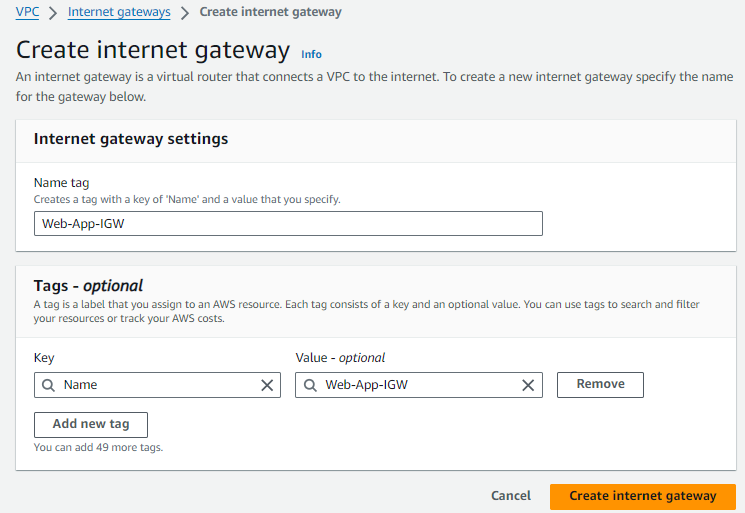 VPC > Internet gateways > Create internet gateway
Create internet gateway Info
An internet gateway is a virtual router that connects a VPC to the internet. To create a new internet gateway specify the name
for the gateway below.
Internet gateway settings
Name tag
Creates a tag with a key of 'Name' and a value that you specify.
Web-App-IGW
Tags - optional
A tag is a label that you assign to an AWS resource. Each tag consists of a key and an optional value. You can use tags to search and filter
your resources or track your AWS costs.
Key Value - optional
Name Web-App-IGW Remove
Add new tag
You can add 49 more tags.
Cancel Create internet gateway